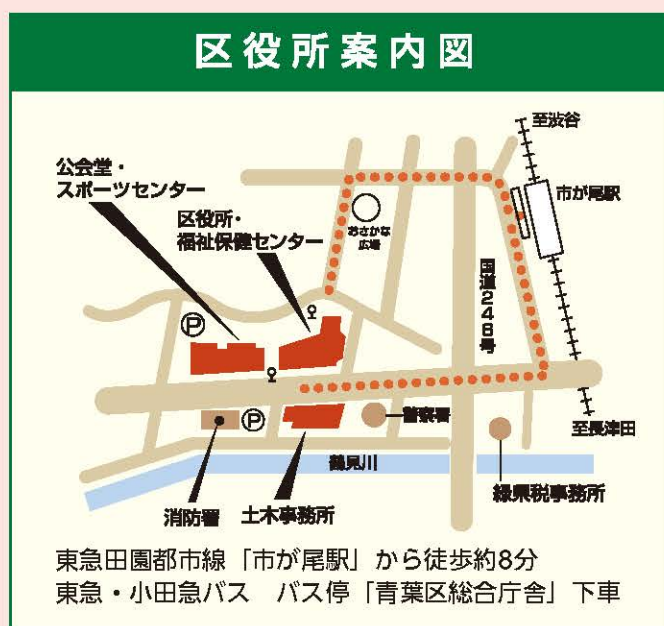 区役所案内図
至渋谷
公会堂・
スポーツセンター
市が尾駅
区役所・
福祉保健センター
おさかな
広場
国道246号
P
P
警察署
至長津田
鶴見川
緑県税事務所
消防署
土木事務所
東急田園都市線「市が尾駅」から徒歩約8分
東急・小田急バス　バス停「青葉区総合庁舎」下車